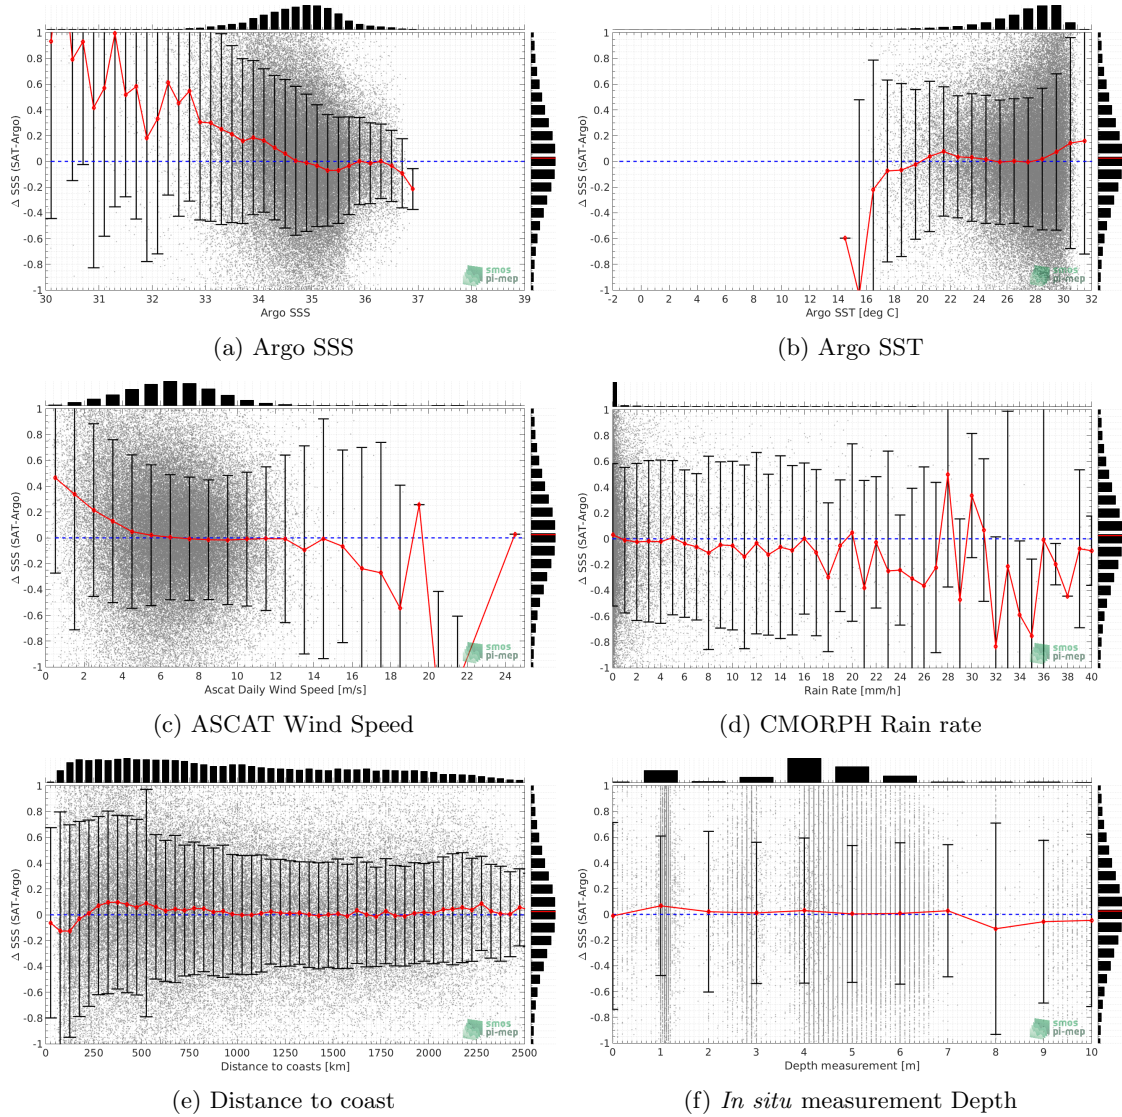 Δ SSS (SAT-Argo)
1
0.8
0.6
0.4
0.2
0
-0.2
-0.4
-0.6
-0.8
-1
30 31 32 33 34 35 36 37 38 39
Argo SSS
smos
pi-mep
(a) Argo SSS
Δ SSS (SAT-Argo)
1
0.8
0.6
0.4
0.2
0
-0.2
-0.4
-0.6
-0.8
-1
-2 0 2 4 6 8 10 12 14 16 18 20 22 24 26 28 30 32
Argo SST [deg C]
smos
pi-mep
(b) Argo SST
Δ SSS (SAT-Argo)
1
0.8
0.6
0.4
0.2
0
-0.2
-0.4
-0.6
-0.8
-1
0 2 4 6 8 10 12 14 16 18 20 22 24
Ascat Daily Wind Speed [m/s]
smos
pi-mep
(c) ASCAT Wind Speed
Δ SSS (SAT-Argo)
1
0.8
0.6
0.4
0.2
0
-0.2
-0.4
-0.6
-0.8
-1
0 2 4 6 8 10 12 14 16 18 20 22 24 26 28 30 32 34 36 38 40
Rain Rate [mm/h]
smos
pi-mep
(d) CMORPH Rain rate
Δ SSS (SAT-Argo)
1
0.8
0.6
0.4
0.2
0
-0.2
-0.4
-0.6
-0.8
-1
0 250 500 750 1000 1250 1500 1750 2000 2250 2500
Distance to coasts [km]
smos
pi-mep
(e) Distance to coast
Δ SSS (SAT-Argo)
1
0.8
0.6
0.4
0.2
0
-0.2
-0.4
-0.6
-0.8
-1
0 1 2 3 4 5 6 7 8 9 10
Depth measurement [m]
smos
pi-mep
(f) In situ measurement Depth